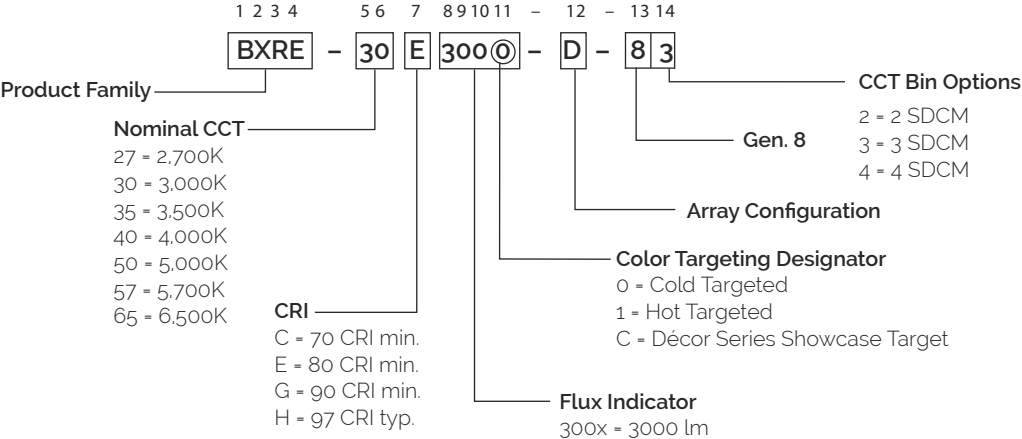 1 2 3 4 5 6 7 8 9 10 11 – 12 – 13 14
BXRE – 30 E 3000 – D – 8 3
Product Family
Nominal CCT
27 = 2,700K
30 = 3,000K
35 = 3,500K
40 = 4,000K
50 = 5,000K
57 = 5,700K
65 = 6,500K
CRI
C = 70 CRI min.
E = 80 CRI min.
G = 90 CRI min.
H = 97 CRI typ.
Flux Indicator
300x = 3000 lm
Color Targeting Designator
0 = Cold Targeted
1 = Hot Targeted
C = Décor Series Showcase Target
Array Configuration
Gen. 8
CCT Bin Options
2 = 2 SDCM
3 = 3 SDCM
4 = 4 SDCM